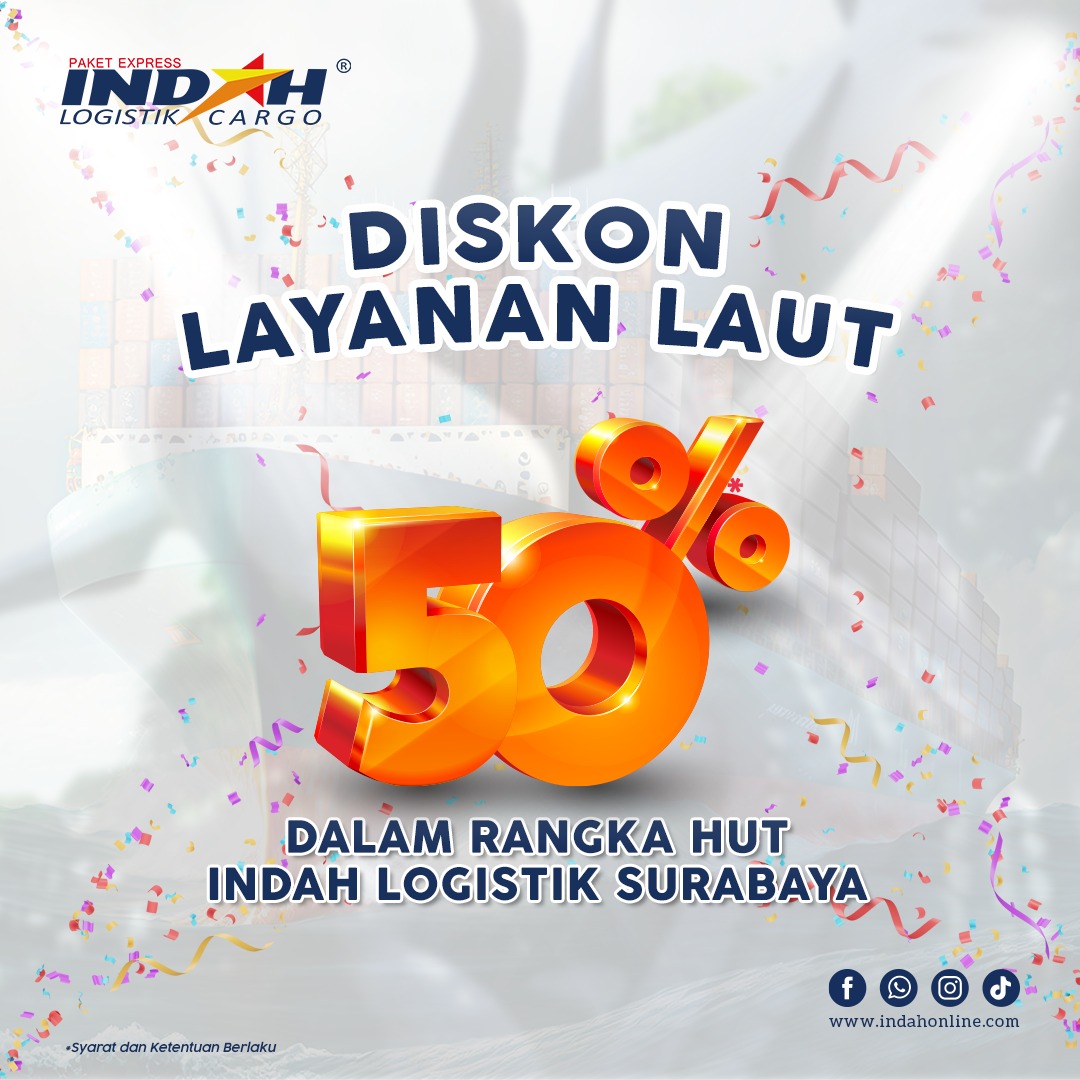 PAKET EXPRESS
INDAH ®
LOGISTIK CARGO
DISKON
LAYANAN LAUT
50%*
DALAM RANGKA HUT
INDAH LOGISTIK SURABAYA
www.indahonline.com
*Syarat dan Ketentuan Berlaku